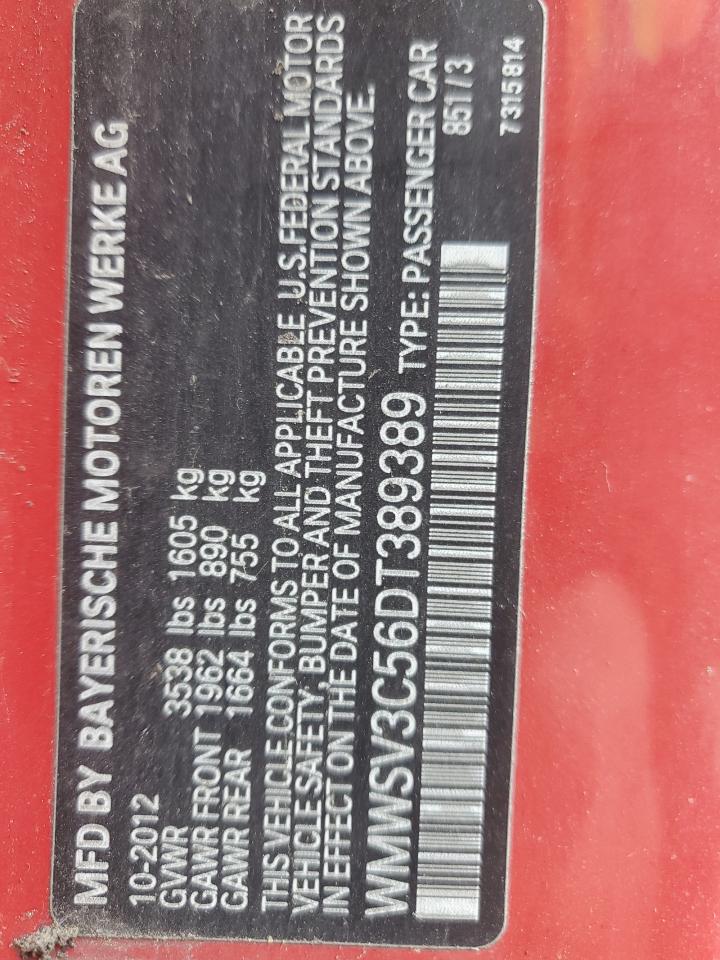 MFD BY BAYERISCHE MOTOREN WERKE AG
10-2012
GVWR 3538 lbs 1605 kg
GAWR FRONT 1962 lbs 890 kg
GAWR REAR 1664 lbs 755 kg
THIS VEHICLE CONFORMS TO ALL APPLICABLE U.S.FEDERAL MOTOR
VEHICLE SAFETY, BUMPER AND THEFT PREVENTION STANDARDS
IN EFFECT ON THE DATE OF MANUFACTURE SHOWN ABOVE.
WMWSV3C56DT389389 TYPE: PASSENGER CAR
85173
7315814